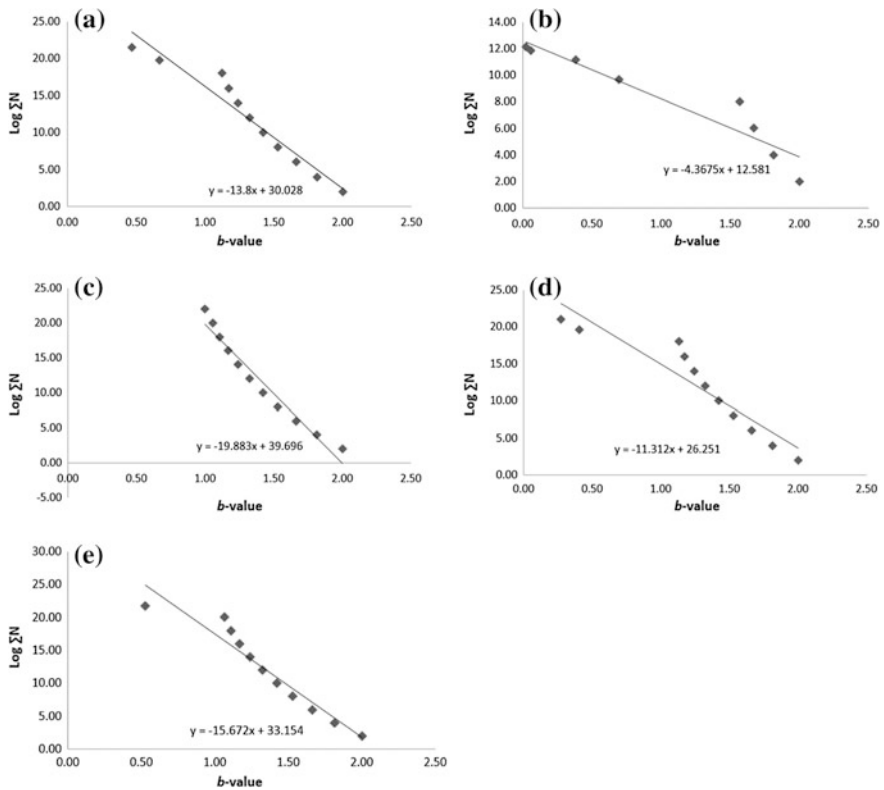 (a)
25.00
20.00
15.00
10.00
5.00
0.00
Log ∑N
y = -13.8x + 30.028
0.00 0.50 1.00 1.50 2.00 2.50
b-value
(b)
14.00
12.00
10.00
8.00
6.00
4.00
2.00
0.00
Log ∑N
y = -4.3675x + 12.581
0.00 0.50 1.00 1.50 2.00 2.50
b-value
(c)
25.00
20.00
15.00
10.00
5.00
0.00
-5.00
Log ∑N
y = -19.883x + 39.696
0.00 0.50 1.00 1.50 2.00 2.50
b-value
(d)
25.00
20.00
15.00
10.00
5.00
0.00
Log ∑N
y = -11.312x + 26.251
0.00 0.50 1.00 1.50 2.00 2.50
b-value
(e)
30.00
25.00
20.00
15.00
10.00
5.00
0.00
Log ∑N
y = -15.672x + 33.154
0.00 0.50 1.00 1.50 2.00 2.50
b-value